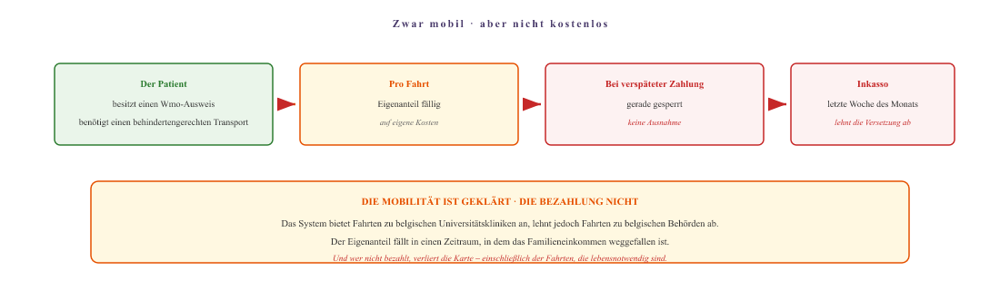 Zwar mobil · aber nicht kostenlos
Der Patient
besitzt einen Wmo-Ausweis
benötigt einen behindertengerechten Transport
Pro Fahrt
Eigenanteil fällig
auf eigene Kosten
Bei verspäteter Zahlung
gerade gesperrt
keine Ausnahme
Inkasso
letzte Woche des Monats
lehnt die Versetzung ab
DIE MOBILITÄT IST GEKLÄRT · DIE BEZAHLUNG NICHT
Das System bietet Fahrten zu belgischen Universitätskliniken an, lehnt jedoch Fahrten zu belgischen Behörden ab.
Der Eigenanteil fällt in einen Zeitraum, in dem das Familieneinkommen weggefallen ist.
Und wer nicht bezahlt, verliert die Karte – einschließlich der Fahrten, die lebensnotwendig sind.